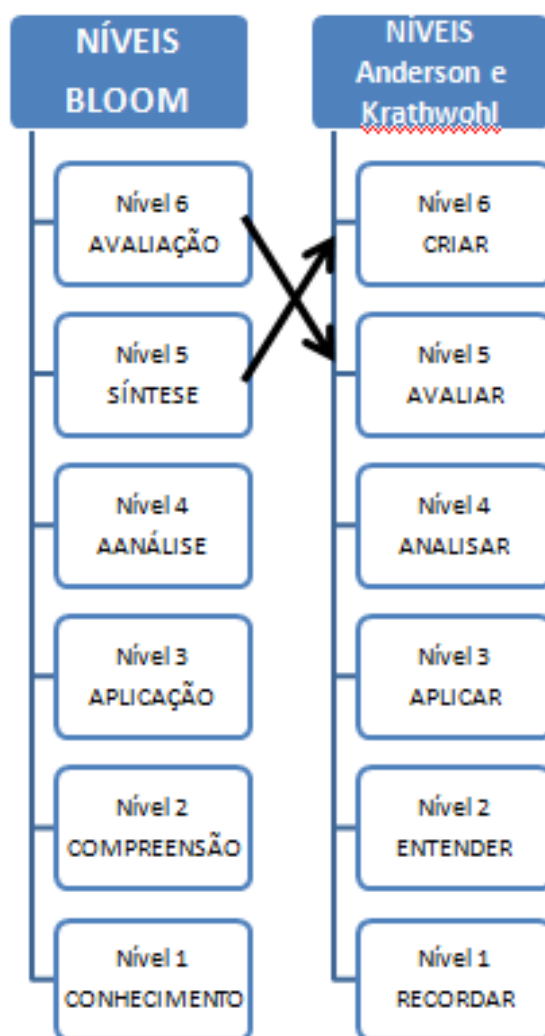 NÍVEIS
BLOOM
Nível 6
AVALIAÇÃO
Nível 5
SÍNTESE
Nível 4
AANÁLISE
Nível 3
APLICAÇÃO
Nível 2
COMPREENSÃO
Nível 1
CONHECIMENTO
NÍVEIS
Anderson e
Krathwohl
Nível 6
CRIAR
Nível 5
AVALIAR
Nível 4
ANALISAR
Nível 3
APLICAR
Nível 2
ENTENDER
Nível 1
RECORDAR